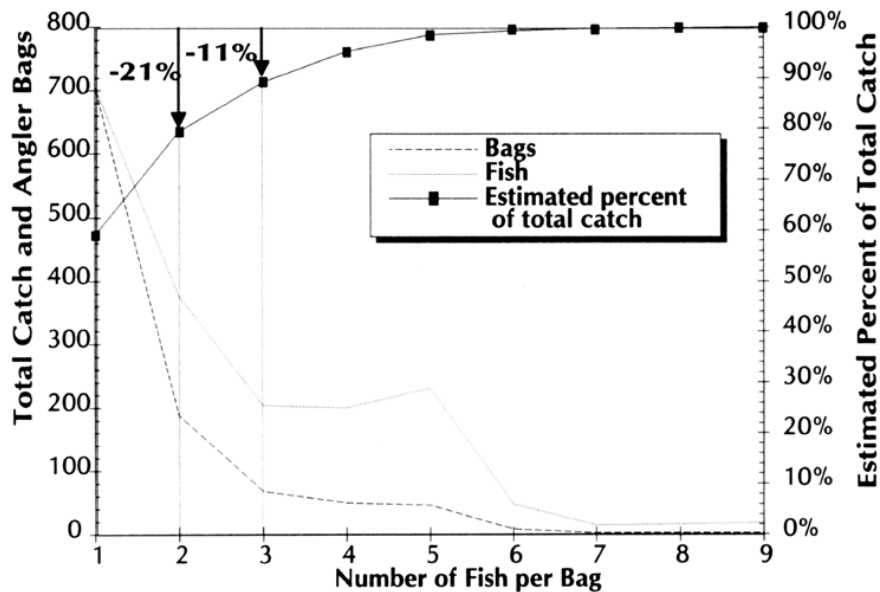 Total Catch and Angler Bags
800
700
600
500
400
300
200
100
0
-21%
-11%
Bags
Fish
Estimated percent
of total catch
100%
90%
80%
70%
60%
50%
40%
30%
20%
10%
0%
Estimated Percent of Total Catch
1 2 3 4 5 6 7 8 9
Number of Fish per Bag